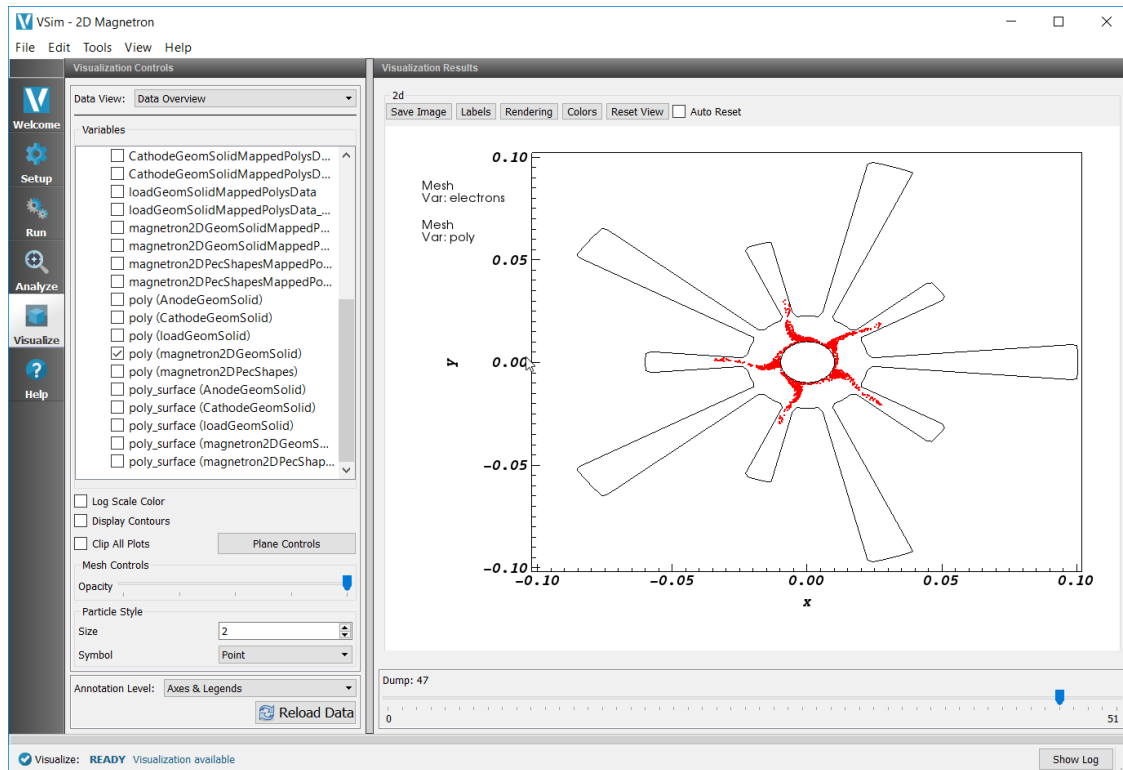 VSim - 2D Magnetron
File Edit Tools View Help
Visualization Controls
Visualization Results
Welcome
Setup
Run
Analyze
Visualize
Help
Data View: Data Overview
Variables
CathodeGeomSolidMappedPolysD...
CathodeGeomSolidMappedPolysD...
loadGeomSolidMappedPolysData
loadGeomSolidMappedPolysData_...
magnetron2DGeomSolidMappedP...
magnetron2DGeomSolidMappedP...
magnetron2DPecShapesMappedPo...
magnetron2DPecShapesMappedPo...
poly (AnodeGeomSolid)
poly (CathodeGeomSolid)
poly (loadGeomSolid)
poly (magnetron2DGeomSolid)
poly (magnetron2DPecShapes)
poly_surface (AnodeGeomSolid)
poly_surface (CathodeGeomSolid)
poly_surface (loadGeomSolid)
poly_surface (magnetron2DGeomS...
poly_surface (magnetron2DPecShap...
Log Scale Color
Display Contours
Clip All Plots Plane Controls
Mesh Controls
Opacity
Particle Style
Size 2
Symbol Point
Annotation Level: Axes & Legends
Reload Data
2d
Save Image Labels Rendering Colors Reset View Auto Reset
Mesh
Var: electrons
Mesh
Var: poly
0.10
0.05
0.00
-0.05
-0.10
Y
-0.10 -0.05 0.00 0.05 0.10
x
Dump: 47
0 51
Visualize: READY Visualization available
Show Log